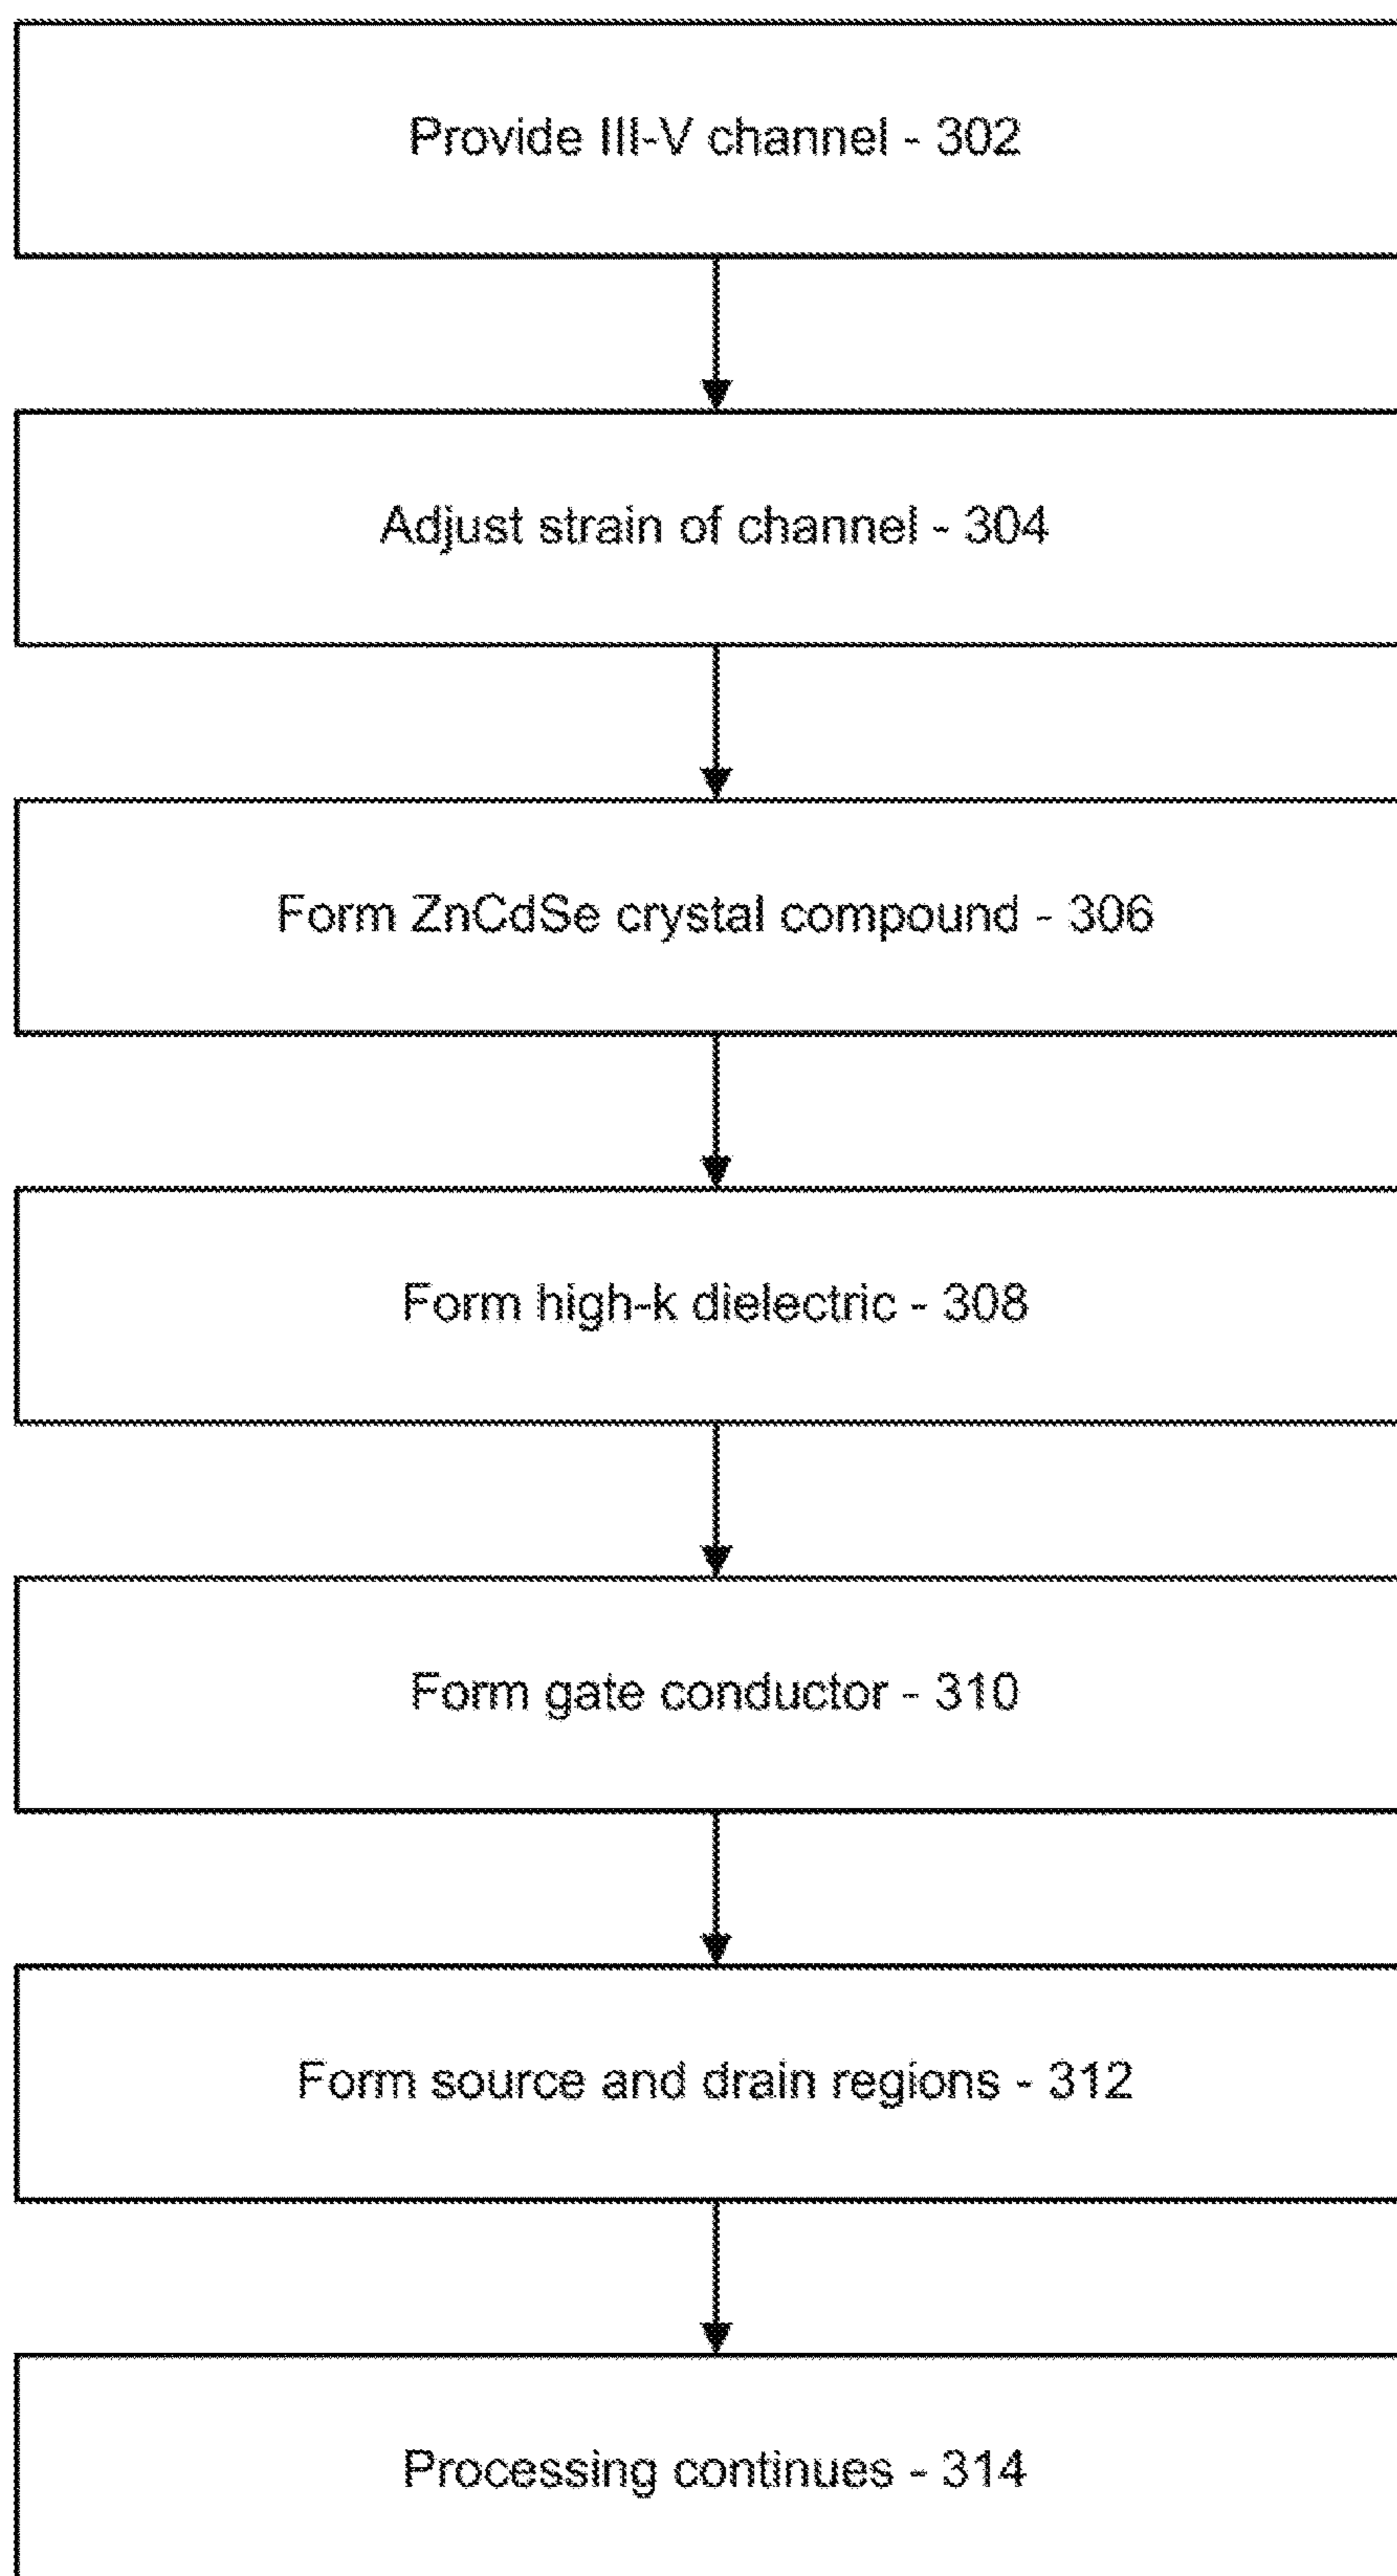 Provide III-V channel - 302
Adjust strain of channel - 304
Form ZnCdSe crystal compound - 306
Form high-k dielectric - 308
Form gate conductor - 310
Form source and drain regions - 312
Processing continues - 314